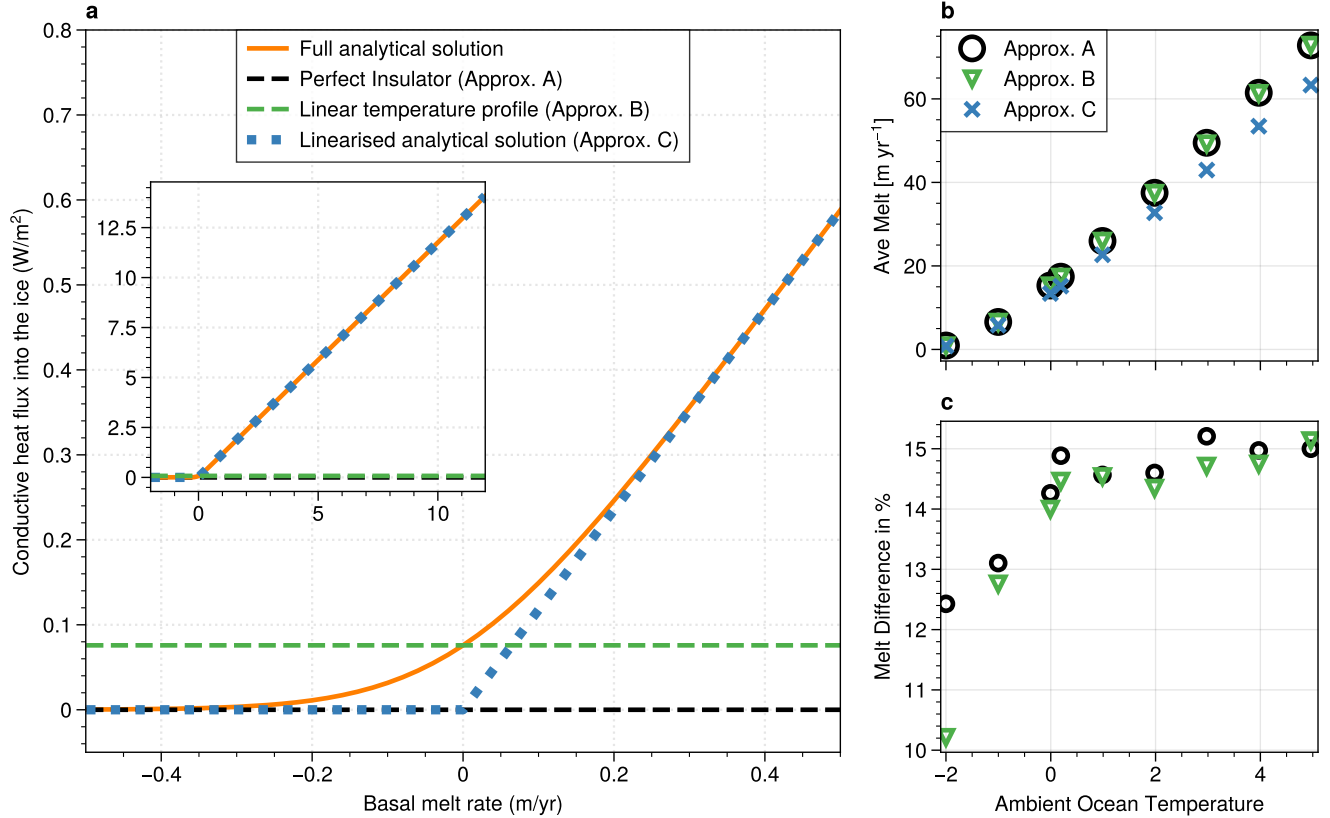 a
0.8
0.7
0.6
0.5
0.4
0.3
0.2
0.1
0
Conductive heat flux into the ice (W/m²)
−0.4
−0.2
0
0.2
0.4
Basal melt rate (m/yr)
Full analytical solution
Perfect Insulator (Approx. A)
Linear temperature profile (Approx. B)
Linearised analytical solution (Approx. C)
12.5
10
7.5
5
2.5
0
0
5
10
b
Approx. A
Approx. B
Approx. C
60
40
20
0
Ave Melt [m yr⁻¹]
c
15
14
13
12
11
10
Melt Difference in %
−2
0
2
4
Ambient Ocean Temperature